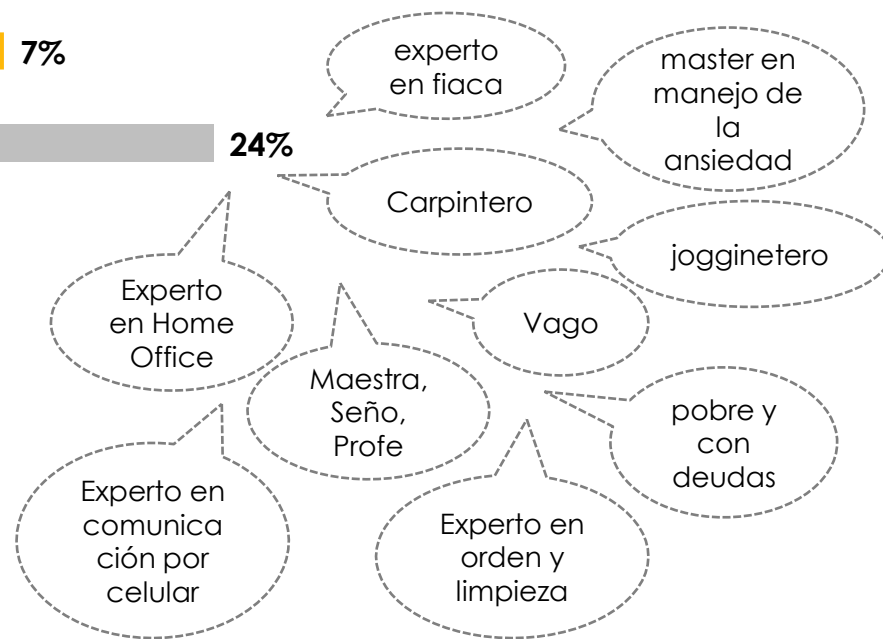 7%
experto
en fiaca
master en
manejo de
la
ansiedad
24%
Carpintero
jogginetero
Experto
en Home
Office
Vago
Maestra,
Seño,
Profe
pobre y
con
deudas
Experto en
comunica
ción por
celular
Experto en
orden y
limpieza